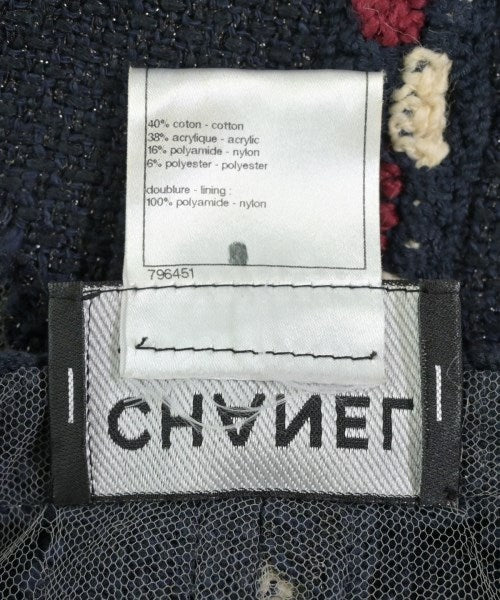 40% coton - cotton
38% acrylique - acrylic
16% polyamide - nylon
6% polyester - polyester
doublure - lining :
100% polyamide - nylon
796451
CHANEL